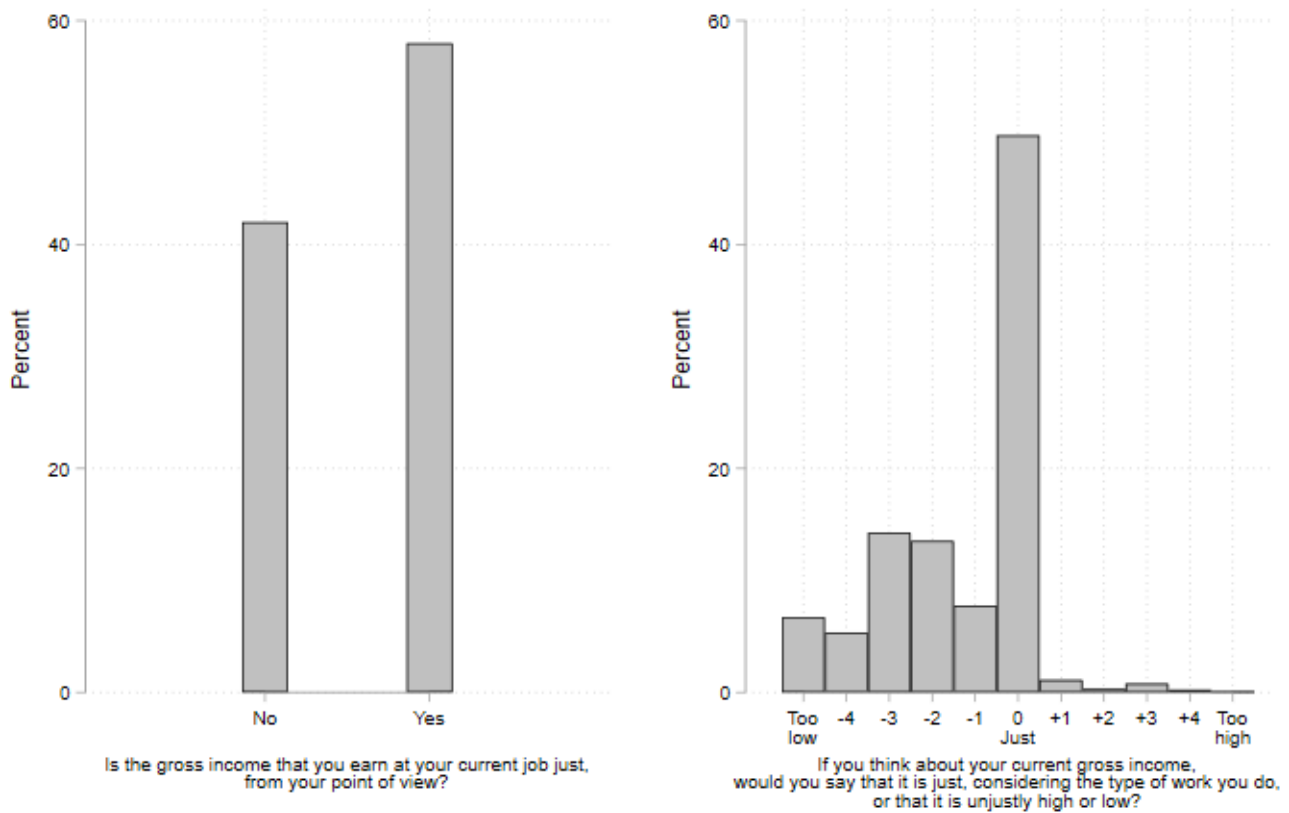 60
40
20
0
Percent
No Yes
Is the gross income that you earn at your current job just,
from your point of view?
60
40
20
0
Percent
Too -4 -3 -2 -1 0 +1 +2 +3 +4 Too
low Just high
If you think about your current gross income,
would you say that it is just, considering the type of work you do,
or that it is unjustly high or low?